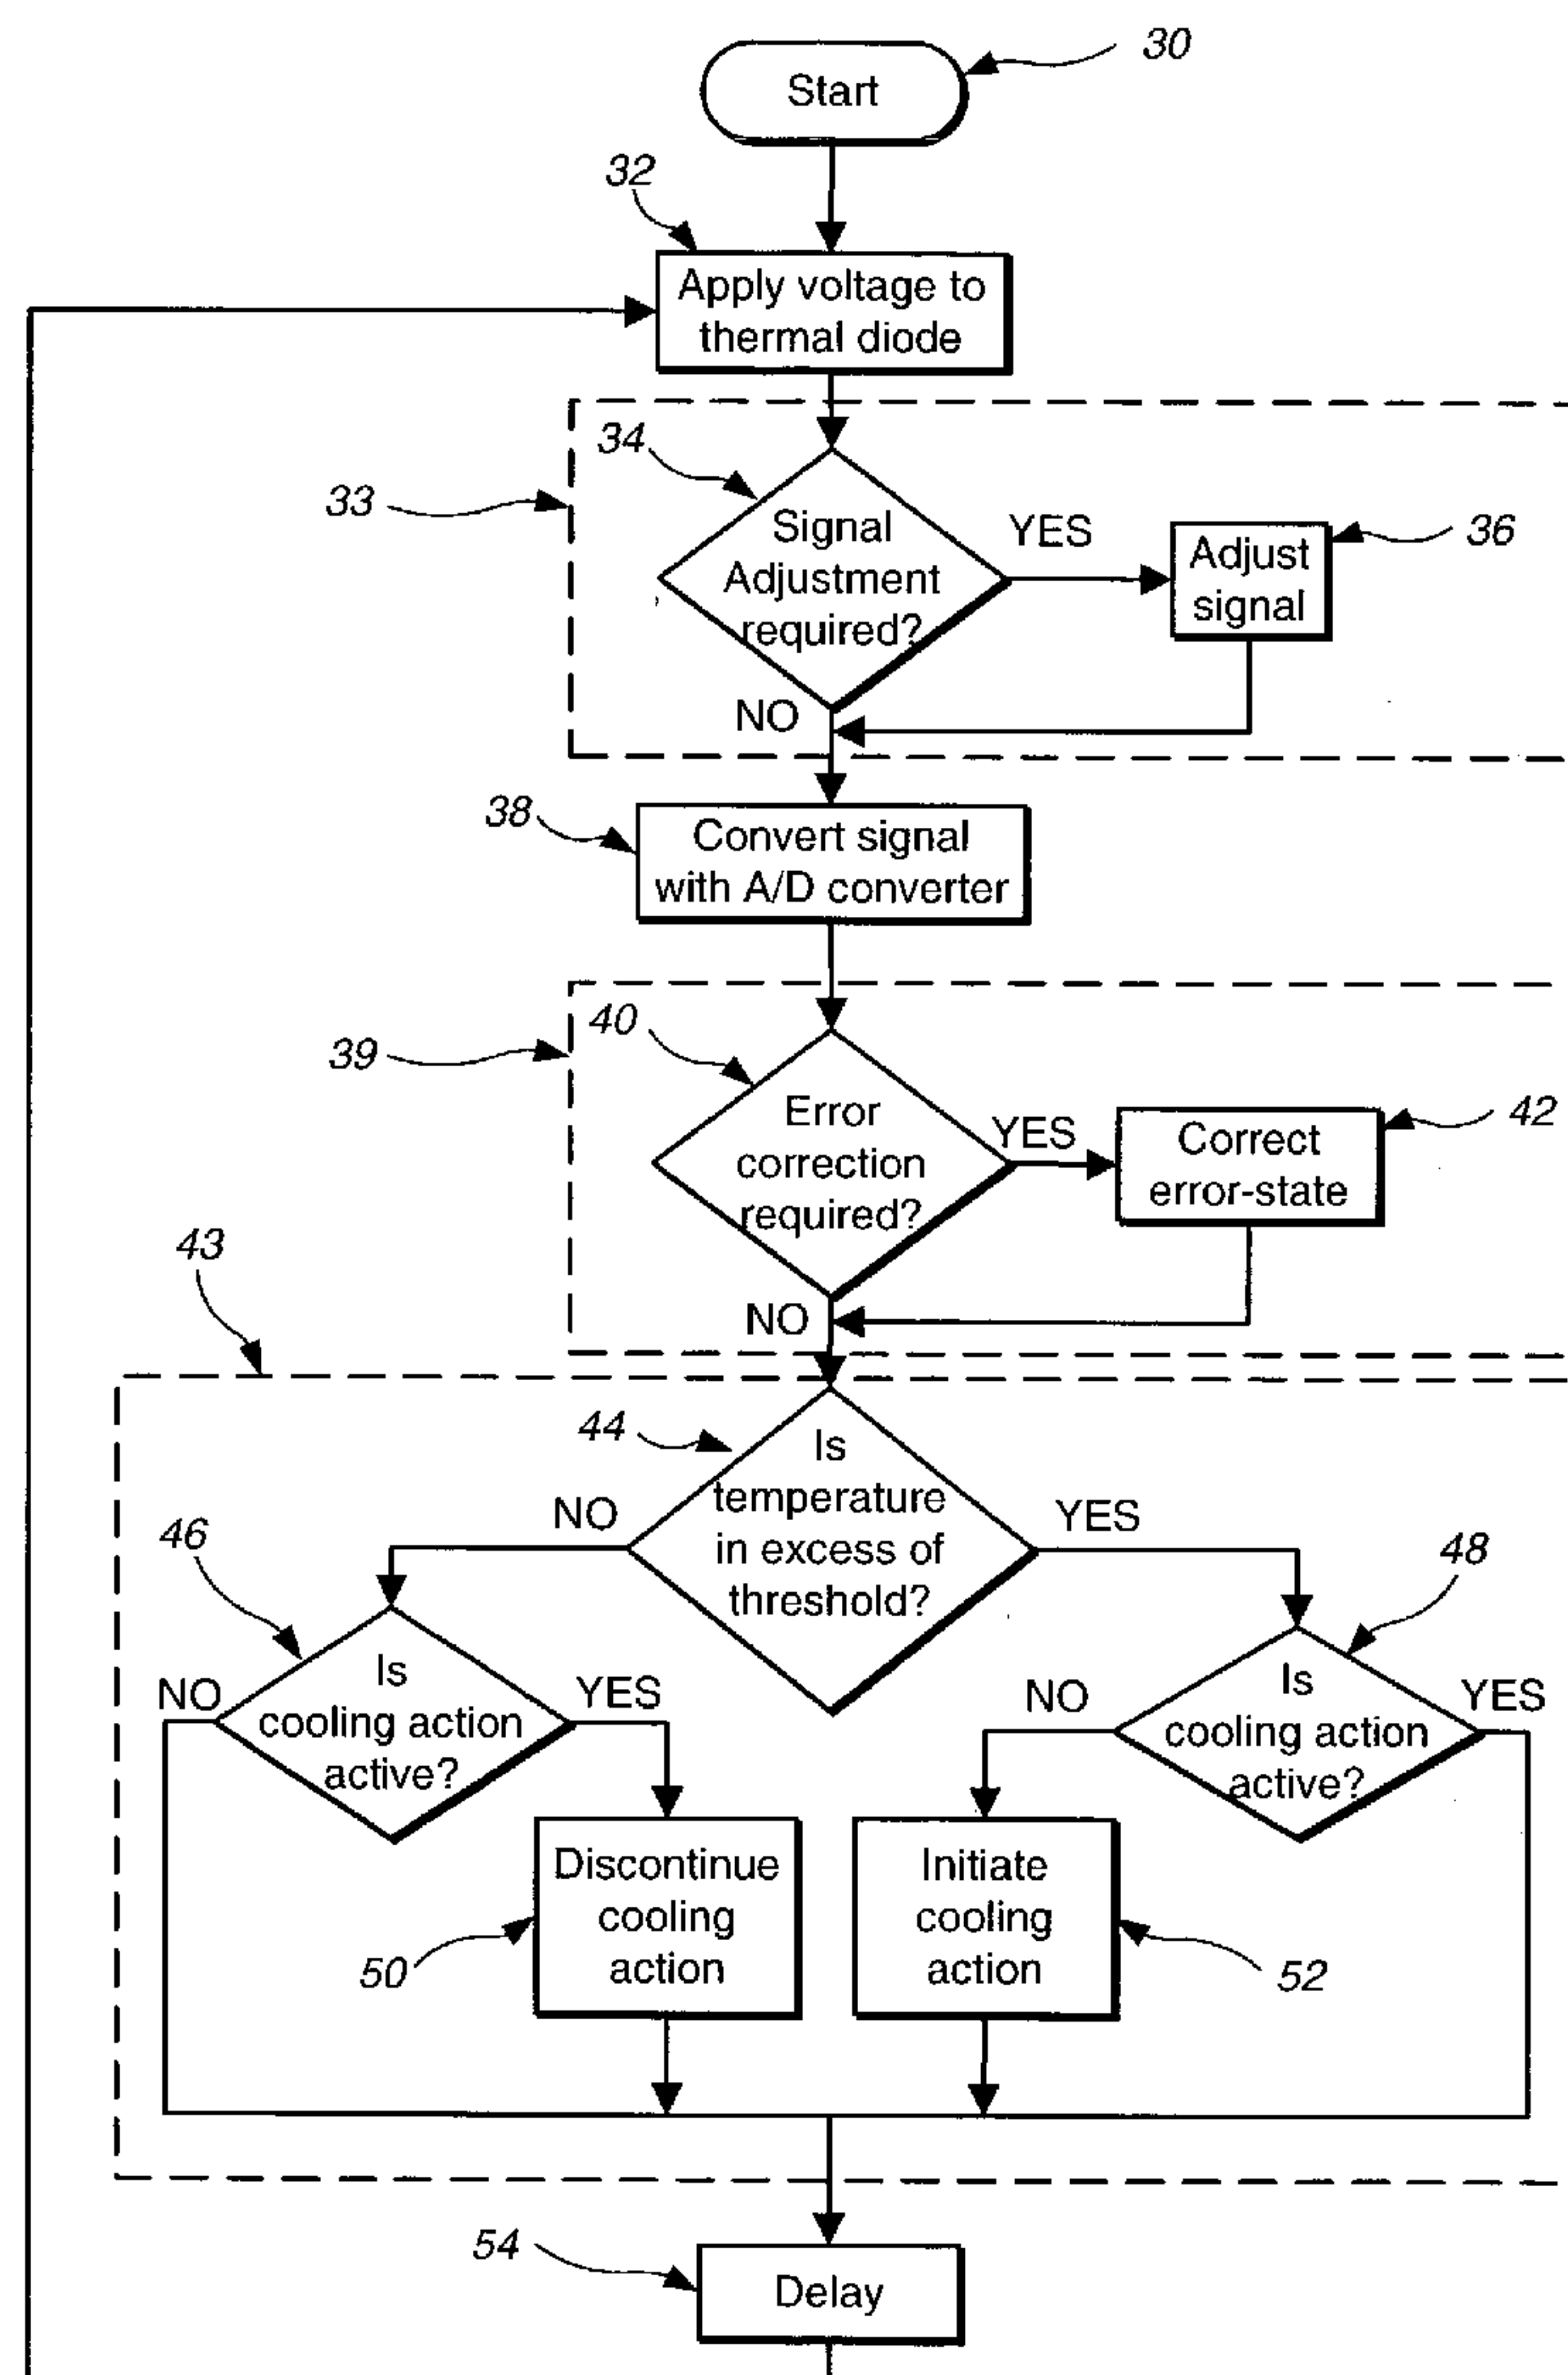 30
Start
32
Apply voltage to
thermal diode
34
33
Signal
Adjustment
required?
YES
36
Adjust
signal
NO
38
Convert signal
with A/D converter
40
39
Error
correction
required?
YES
42
Correct
error-state
NO
43
44
Is
temperature
in excess of
threshold?
NO
YES
46
48
NO
Is
cooling action
active?
YES
NO
Is
cooling action
active?
YES
Discontinue
cooling
action
50
Initiate
cooling
action
52
54
Delay